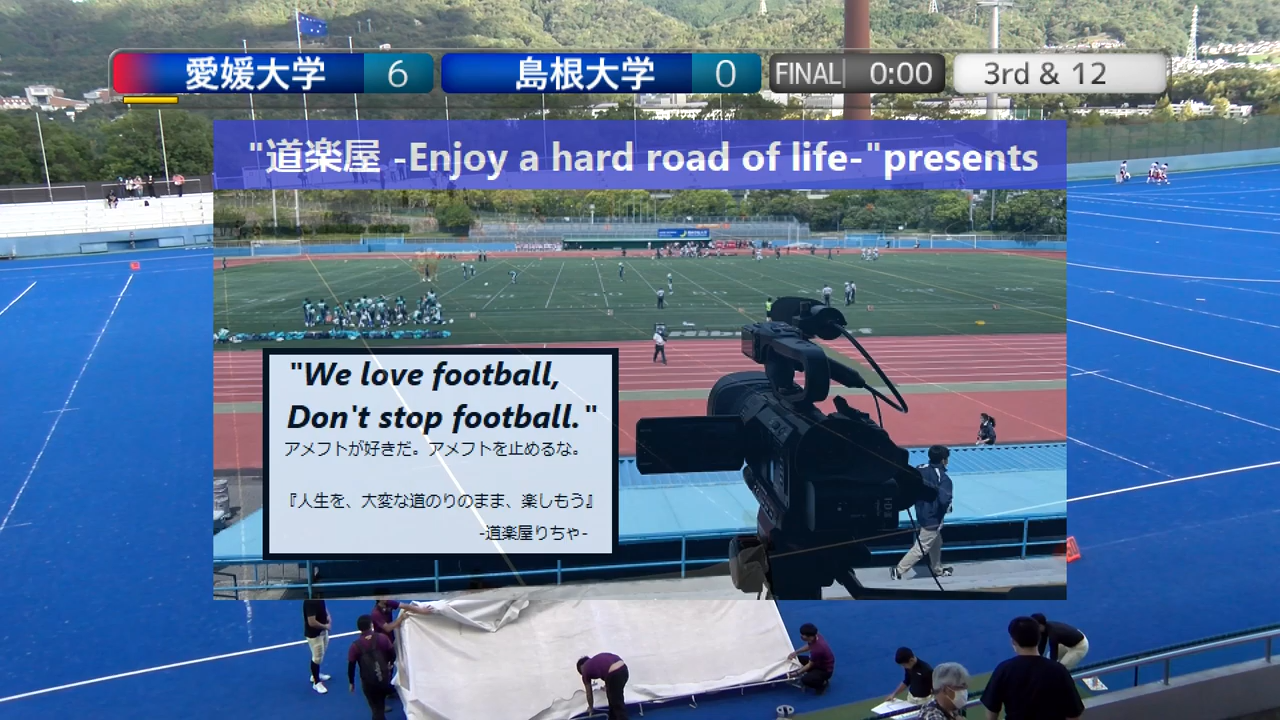 愛媛大学 6 島根大学 0 FINAL 0:00 3rd & 12
"道楽屋 -Enjoy a hard road of life-"presents
"We love football,
Don't stop football."
アメフトが好きだ。アメフトを止めるな。
『人生を、大変な道のりのまま、楽しもう』
-道楽屋りちゃ-